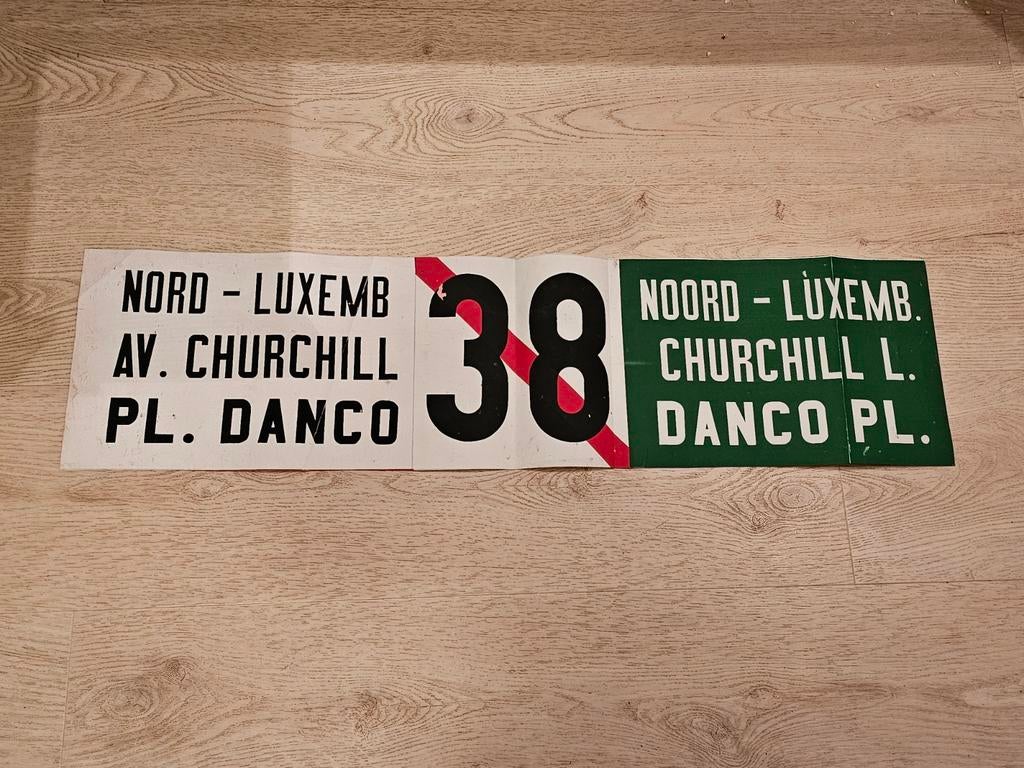 NORD - LUXEMB
AV. CHURCHILL
PL. DANCO
38
NOORD - LUXEMB.
CHURCHILL L.
DANCO PL.